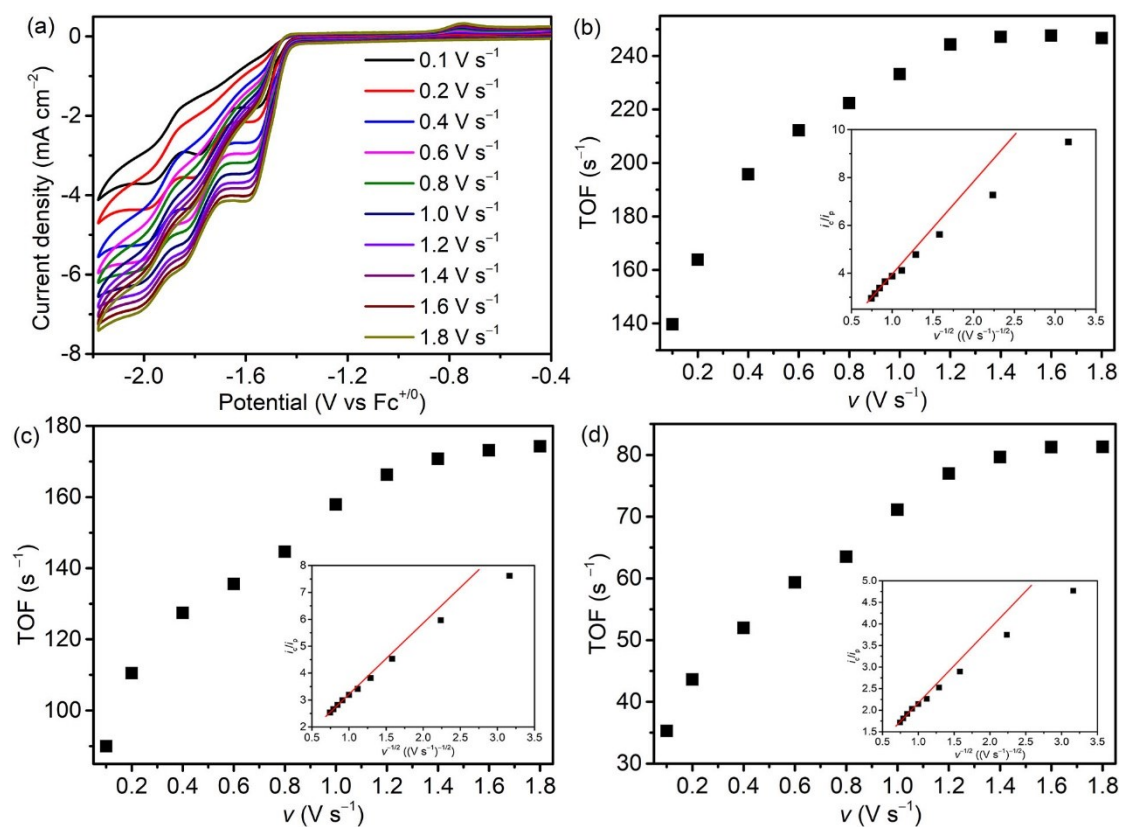 (a)
0
-2
-4
-6
-8
Current density (mA cm⁻²)
0.1 V s⁻¹
0.2 V s⁻¹
0.4 V s⁻¹
0.6 V s⁻¹
0.8 V s⁻¹
1.0 V s⁻¹
1.2 V s⁻¹
1.4 V s⁻¹
1.6 V s⁻¹
1.8 V s⁻¹
-2.0 -1.6 -1.2 -0.8 -0.4
Potential (V vs Fc⁺/⁰)
(b)
240
220
200
180
160
140
TOF (s⁻¹)
10
8
6
4
i_c/i_p
0.5 1.0 1.5 2.0 2.5 3.0 3.5
v⁻¹/² ((V s⁻¹)⁻¹/²)
0.0 0.2 0.4 0.6 0.8 1.0 1.2 1.4 1.6 1.8
v (V s⁻¹)
(c)
180
160
140
120
100
TOF (s⁻¹)
8
7
6
5
4
3
2
i_c/i_p
0.5 1.0 1.5 2.0 2.5 3.0 3.5
v⁻¹/² ((V s⁻¹)⁻¹/²)
0.2 0.4 0.6 0.8 1.0 1.2 1.4 1.6 1.8
v (V s⁻¹)
(d)
80
70
60
50
40
30
TOF (s⁻¹)
5.0
4.5
4.0
3.5
3.0
2.5
2.0
1.5
i_c/i_p
0.5 1.0 1.5 2.0 2.5 3.0 3.5
v⁻¹/² ((V s⁻¹)⁻¹/²)
0.2 0.4 0.6 0.8 1.0 1.2 1.4 1.6 1.8
v (V s⁻¹)